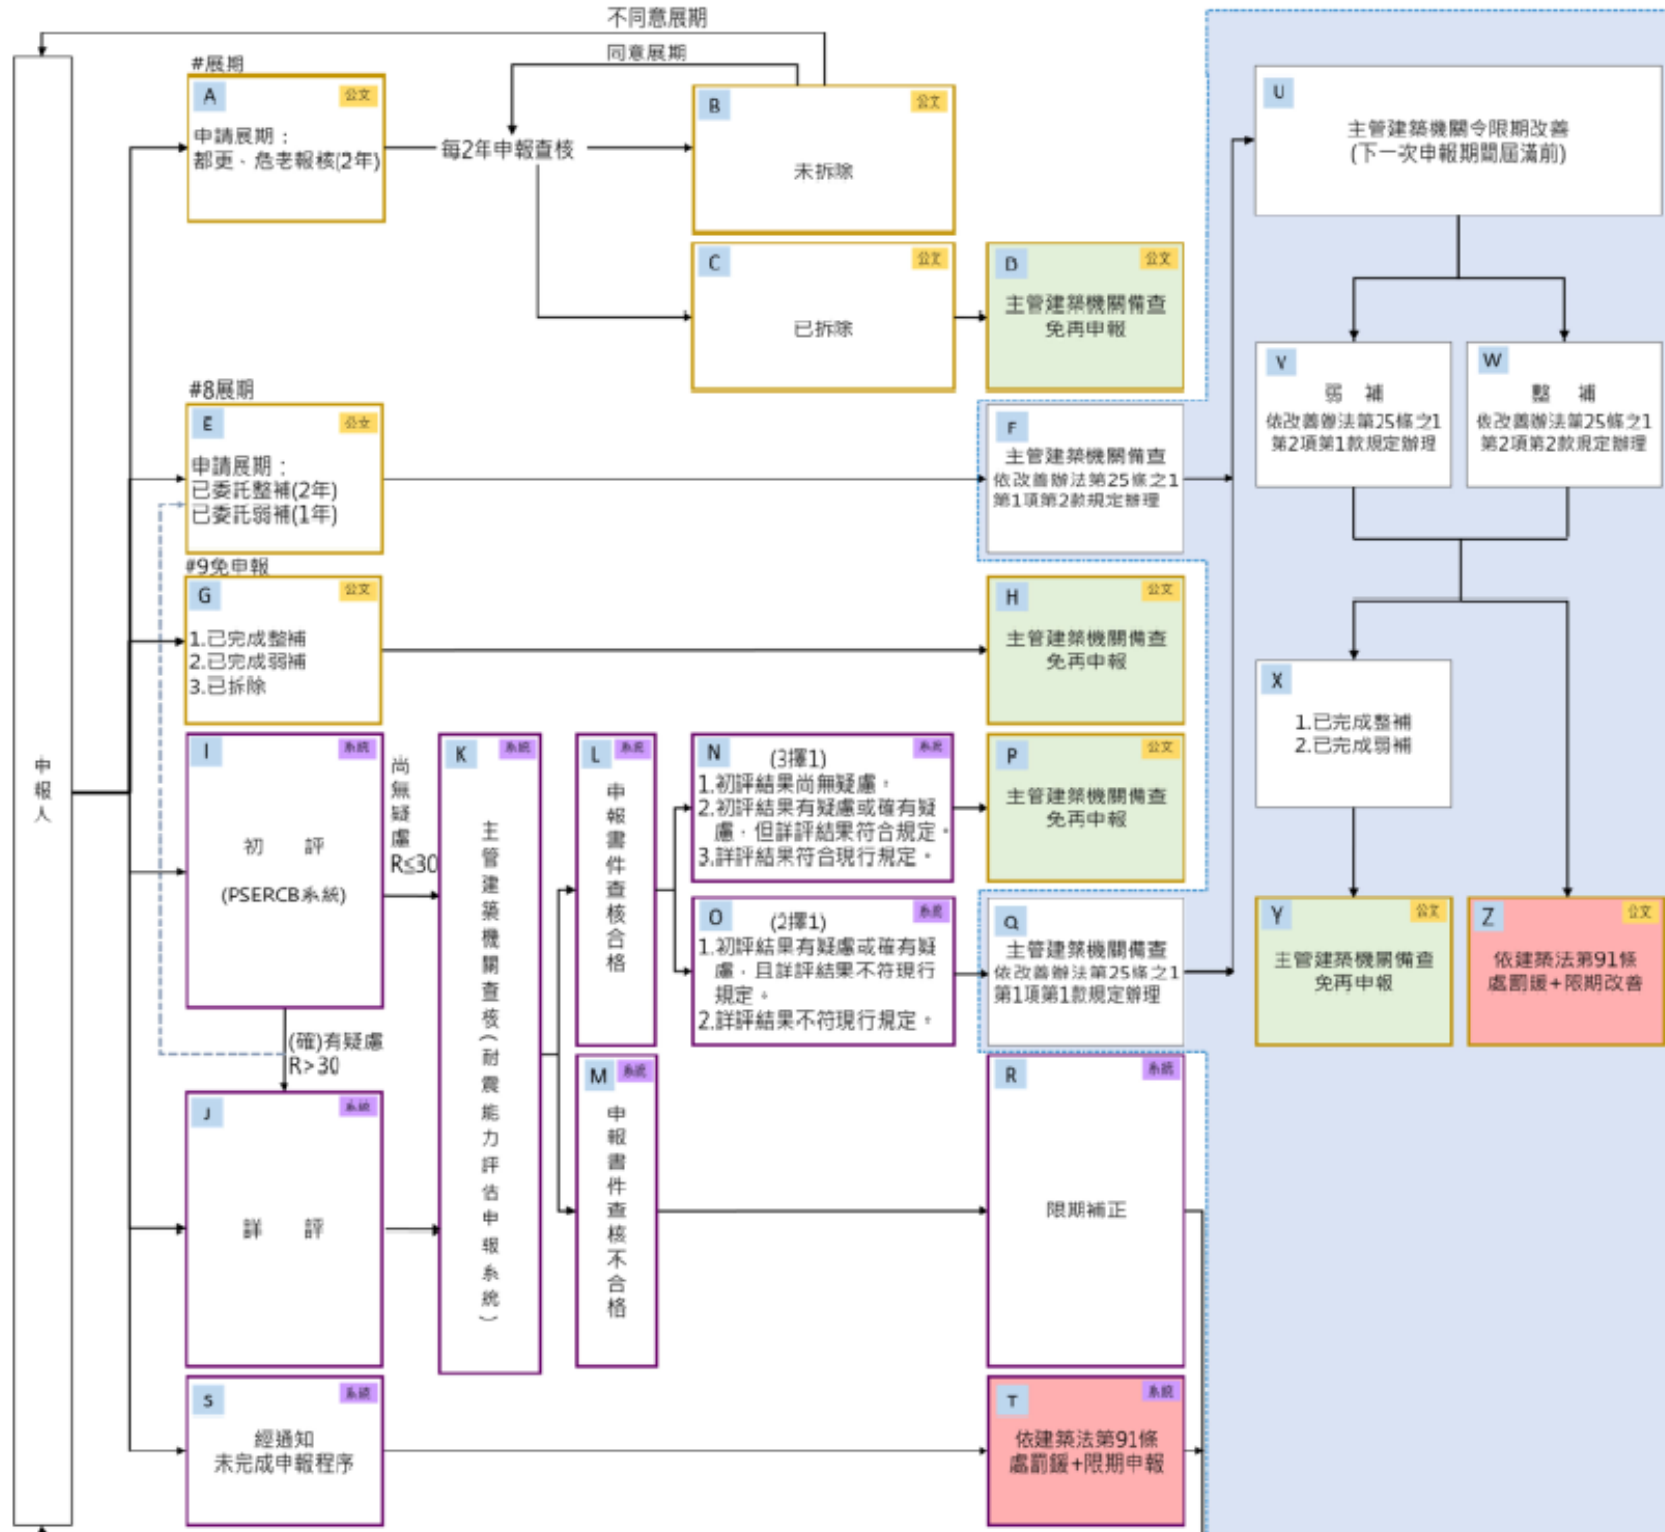 不同意展期
同意展期
#展期
A
公文
申請展期：
都更、危老報核(2年)
每2年申報查核
B
公文
未拆除
C
公文
已拆除
D
公文
主管建築機關備查
免再申報
#8展期
E
公文
申請展期：
已委託整補(2年)
已委託弱補(1年)
F
主管建築機關備查
依改善辦法第25條之1
第1項第2款規定辦理
#9免申報
G
公文
1.已完成整補
2.已完成弱補
3.已拆除
H
公文
主管建築機關備查
免再申報
申報人
I
系統
初 評
(PSERCB系統)
尚無疑慮
R≤30
(確)有疑慮
R>30
J
系統
詳 評
K
系統
主管建築機關查核(耐震能力評估申報系統)
L
系統
申報書件查核合格
M
系統
申報書件查核不合格
N
系統
(3擇1)
1.初評結果尚無疑慮。
2.初評結果有疑慮或確有疑
慮，但詳評結果符合規定。
3.詳評結果符合現行規定。
O
系統
(2擇1)
1.初評結果有疑慮或確有疑
慮，且詳評結果不符現行
規定。
2.詳評結果不符現行規定。
P
公文
主管建築機關備查
免再申報
Q
主管建築機關備查
依改善辦法第25條之1
第1項第1款規定辦理
R
系統
限期補正
S
系統
經通知
未完成申報程序
T
系統
依建築法第91條
處罰鍰+限期申報
U
主管建築機關令限期改善
(下一次申報期間屆滿前)
V
弱 補
依改善辦法第25條之1
第2項第1款規定辦理
W
整 補
依改善辦法第25條之1
第2項第2款規定辦理
X
1.已完成整補
2.已完成弱補
Y
公文
主管建築機關備查
免再申報
Z
公文
依建築法第91條
處罰鍰+限期改善